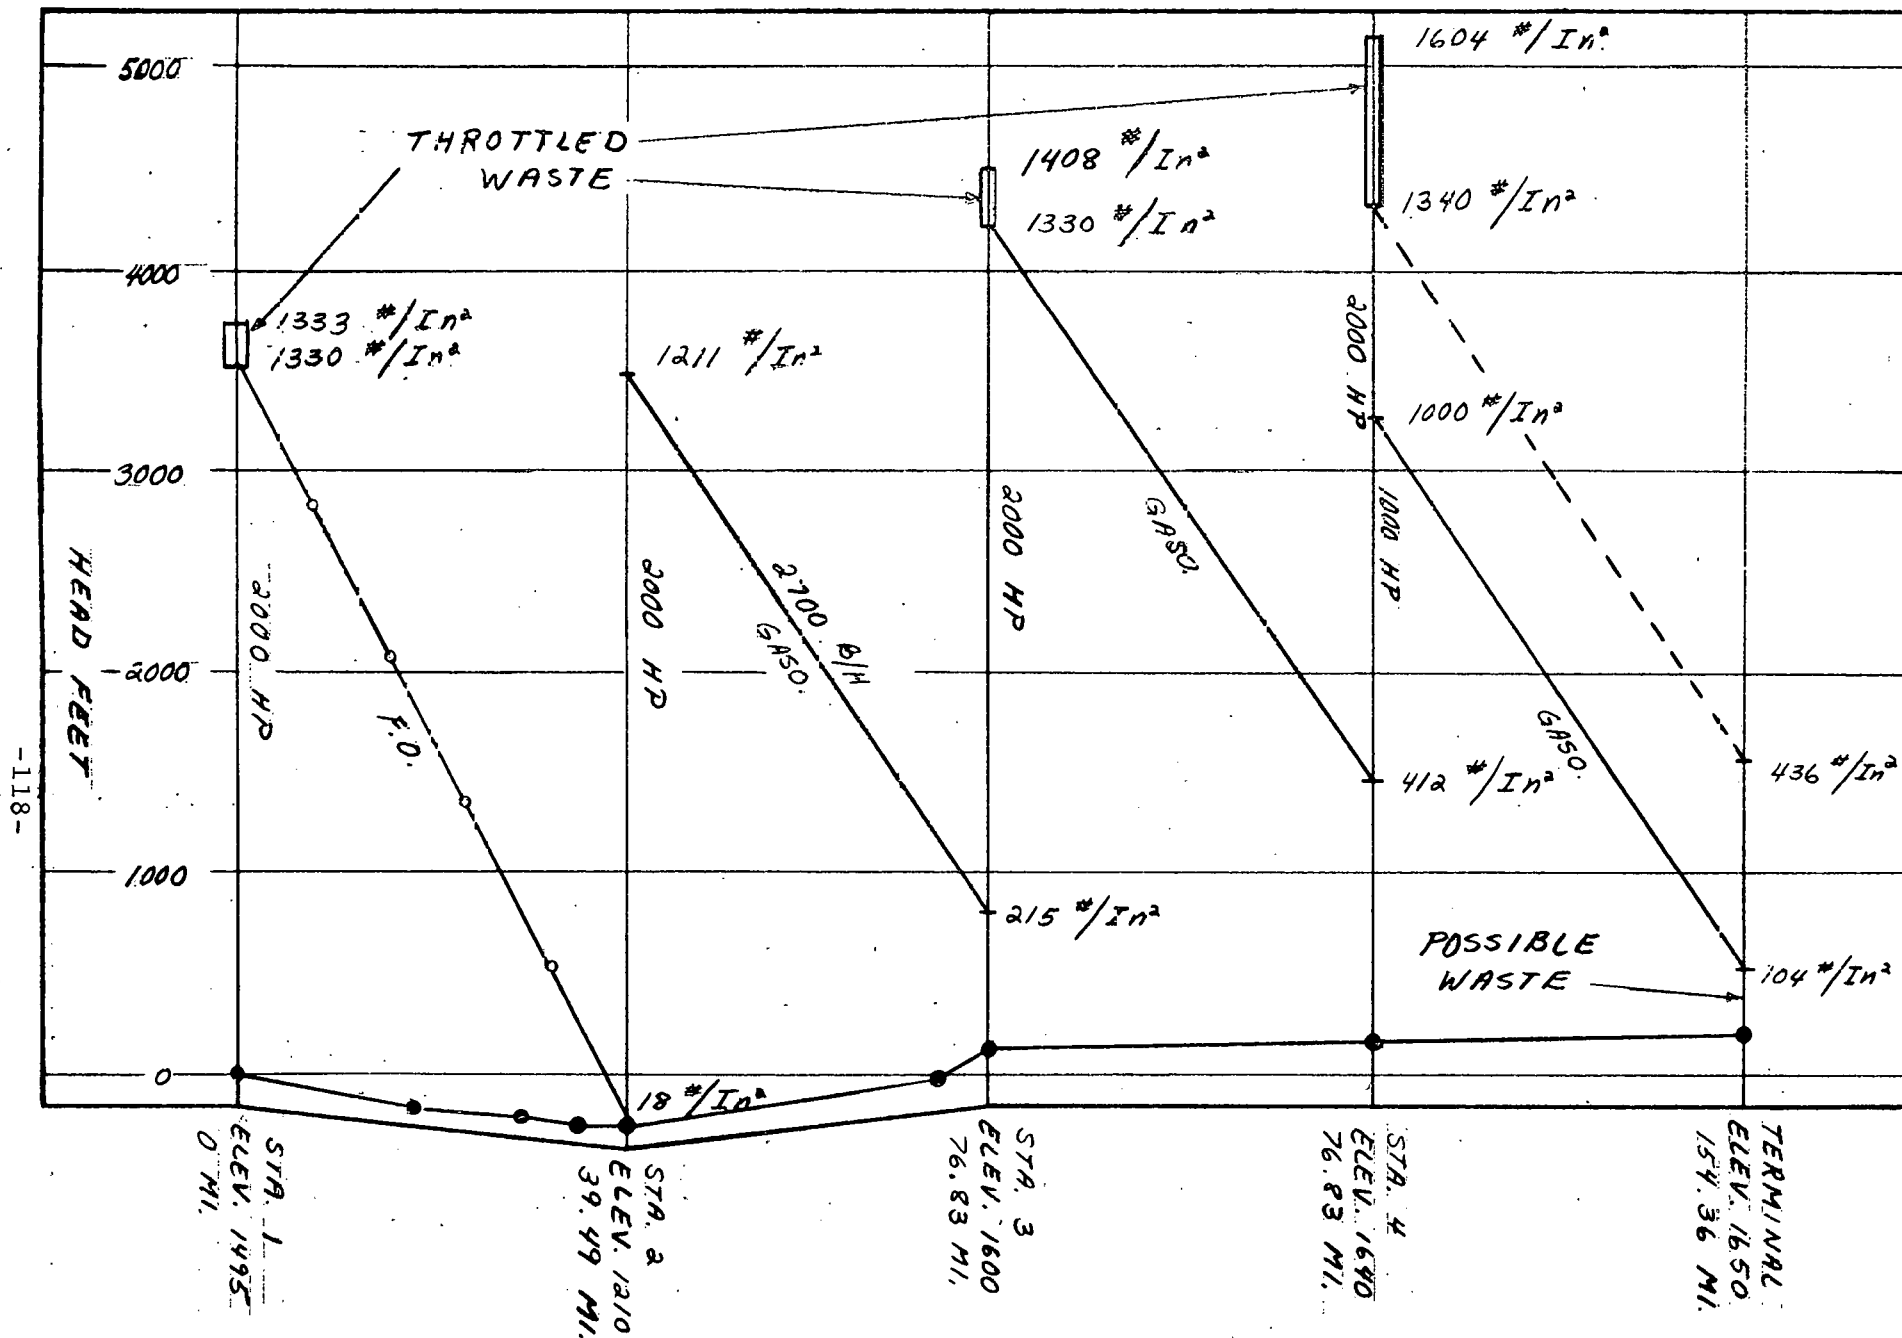 5000
4000
3000
2000
1000
0
HEAD FEET
-118-
THROTTLED
WASTE
1333 #/In²
1330 #/In²
2000 HP
F.O.
18 #/In²
1211 #/In²
2000 HP
2700 B/H
GASO.
1408 #/In²
1330 #/In²
2000 HP
215 #/In²
GASO.
1604 #/In²
1340 #/In²
2000 HP
1000 #/In²
1000 HP
412 #/In²
GASO.
436 #/In²
104 #/In²
POSSIBLE
WASTE
STA. 1
ELEV. 1495
0 MI.
STA. 2
ELEV. 1210
39.49 MI.
STA. 3
ELEV. 1600
76.83 MI.
STA. 4
ELEV. 1640
76.83 MI.
TERMINAL
ELEV. 1650
154.36 MI.